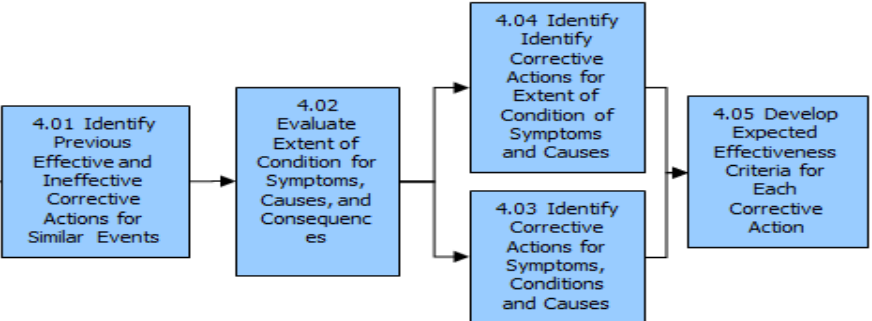 4.01 Identify
Previous
Effective and
Ineffective
Corrective
Actions for
Similar Events
4.02
Evaluate
Extent of
Condition for
Symptoms,
Causes, and
Consequenc
es
4.04 Identify
Identify
Corrective
Actions for
Extent of
Condition of
Symptoms
and Causes
4.03 Identify
Corrective
Actions for
Symptoms,
Conditions
and Causes
4.05 Develop
Expected
Effectiveness
Criteria for
Each
Corrective
Action